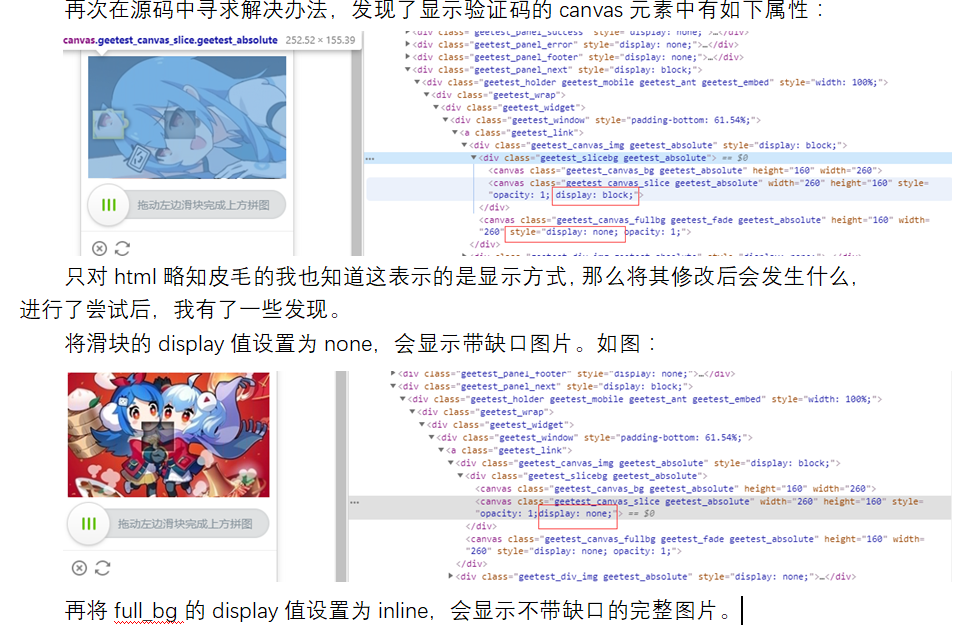 再次在源码中寻求解决办法，发现了显示验证码的 canvas 元素中有如下属性：
canvas.geetest_canvas_slice.geetest_absolute 252.52 × 155.39
拖动左边滑块完成上方拼图
▸<div class="geetest_panel_success" style="display: none;">…</div>
▸<div class="geetest_panel_error" style="display: none;">…</div>
▸<div class="geetest_panel_footer" style="display: none;">…</div>
▾<div class="geetest_panel_next" style="display: block;">
▾<div class="geetest_holder geetest_mobile geetest_ant geetest_embed" style="width: 100%;">
▾<div class="geetest_wrap">
▾<div class="geetest_widget">
▾<div class="geetest_window" style="padding-bottom: 61.54%;">
▾<a class="geetest_link">
▾<div class="geetest_canvas_img geetest_absolute" style="display: block;">
… ▾<div class="geetest_slicebg geetest_absolute"> == $0
<canvas class="geetest_canvas_bg geetest_absolute" height="160" width="260">
<canvas class="geetest_canvas_slice geetest_absolute" width="260" height="160" style=
"opacity: 1; display: block;">
</div>
<canvas class="geetest_canvas_fullbg geetest_fade geetest_absolute" height="160" width=
"260" style="display: none; opacity: 1;">
</div>
只对 html 略知皮毛的我也知道这表示的是显示方式，那么将其修改后会发生什么，
进行了尝试后，我有了一些发现。
将滑块的 display 值设置为 none，会显示带缺口图片。如图：
拖动左边滑块完成上方拼图
▸<div class="geetest_panel_footer" style="display: none;">…</div>
▾<div class="geetest_panel_next" style="display: block;">
▾<div class="geetest_holder geetest_mobile geetest_ant geetest_embed" style="width: 100%;">
▾<div class="geetest_wrap">
▾<div class="geetest_widget">
▾<div class="geetest_window" style="padding-bottom: 61.54%;">
▾<a class="geetest_link">
▾<div class="geetest_canvas_img geetest_absolute" style="display: block;">
▾<div class="geetest_slicebg geetest_absolute">
<canvas class="geetest_canvas_bg geetest_absolute" height="160" width="260">
… <canvas class="geetest_canvas_slice geetest_absolute" width="260" height="160" style=
"opacity: 1;display: none;"> == $0
</div>
<canvas class="geetest_canvas_fullbg geetest_fade geetest_absolute" height="160" width=
"260" style="display: none; opacity: 1;">
</div>
▸<div class="geetest_div_img geetest_absolute" style="display: none;">…</div>
再将 full_bg 的 display 值设置为 inline，会显示不带缺口的完整图片。